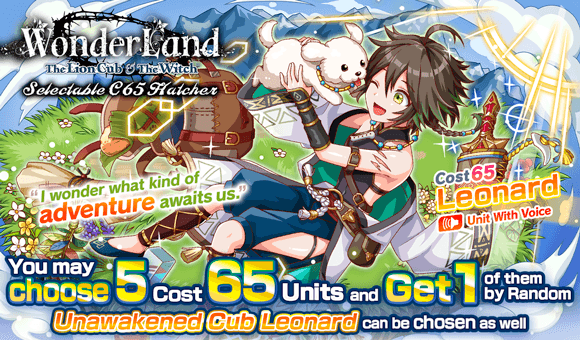 WonderLand
The Lion Cub & The Witch
Selectable C65 Hatcher
"I wonder what kind of
adventure awaits us."
Cost 65
Leonard
Unit With Voice
You may
choose 5 Cost 65 Units and Get 1 of them
by Random
Unawakened Cub Leonard can be chosen as well